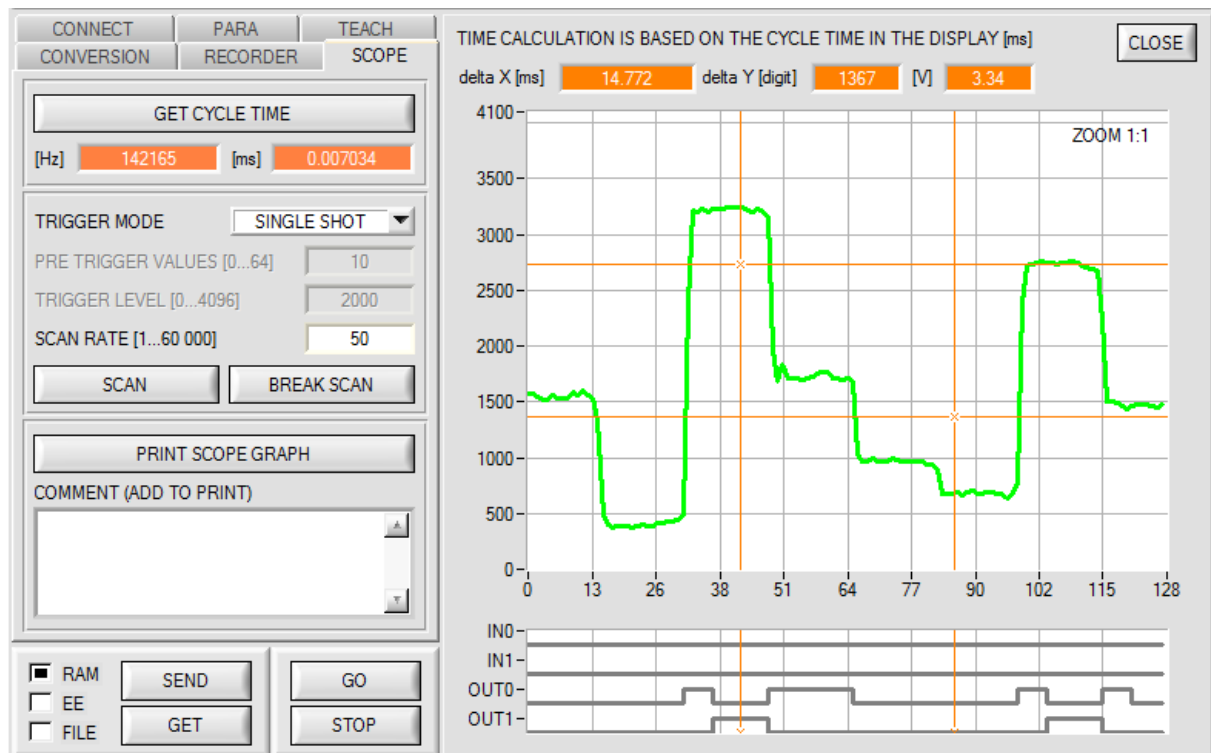 CONNECT PARA TEACH
CONVERSION RECORDER SCOPE
GET CYCLE TIME
[Hz] 142165 [ms] 0.007034
TRIGGER MODE SINGLE SHOT
PRE TRIGGER VALUES [0...64] 10
TRIGGER LEVEL [0...4096] 2000
SCAN RATE [1...60 000] 50
SCAN BREAK SCAN
PRINT SCOPE GRAPH
COMMENT (ADD TO PRINT)
RAM SEND GO
EE
FILE GET STOP
TIME CALCULATION IS BASED ON THE CYCLE TIME IN THE DISPLAY [ms] CLOSE
delta X [ms] 14.772 delta Y [digit] 1367 [V] 3.34
4100
ZOOM 1:1
3500
3000
2500
2000
1500
1000
500
0
0 13 26 38 51 64 77 90 102 115 128
IN0
IN1
OUT0
OUT1